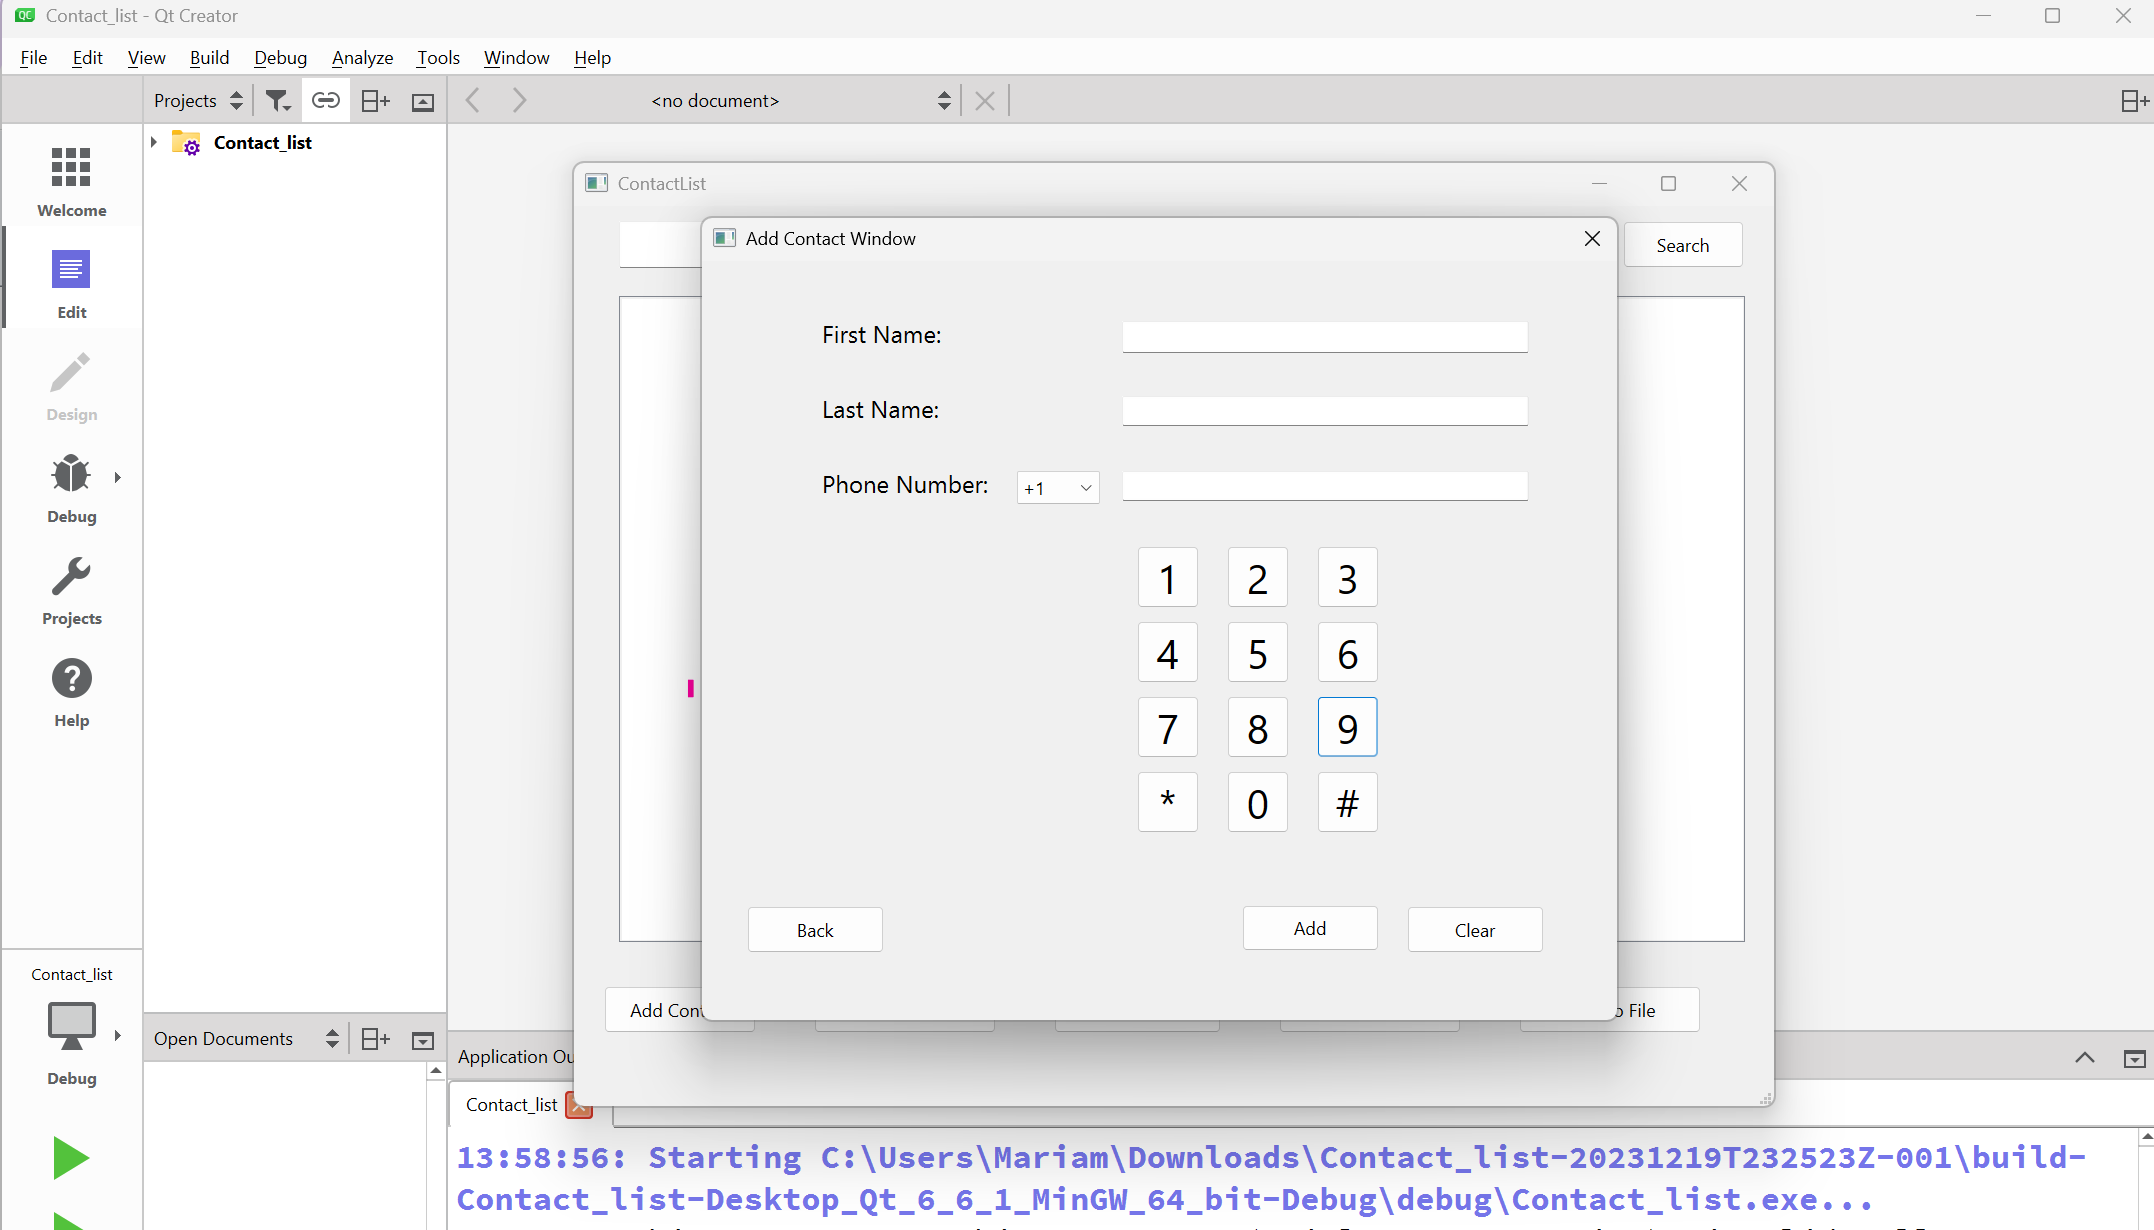 Contact_list - Qt Creator
File Edit View Build Debug Analyze Tools Window Help
Projects
<no document>
Contact_list
Welcome
Edit
Design
Debug
Projects
Help
Contact_list
Debug
Open Documents
ContactList
Search
Add Contact Window
First Name:
Last Name:
Phone Number: +1
1 2 3
4 5 6
7 8 9
* 0 #
Back Add Clear
Add File
Application
Contact_list
13:58:56: Starting C:\Users\Mariam\Downloads\Contact_list-20231219T232523Z-001\build-
Contact_list-Desktop_Qt_6_6_1_MinGW_64_bit-Debug\debug\Contact_list.exe...